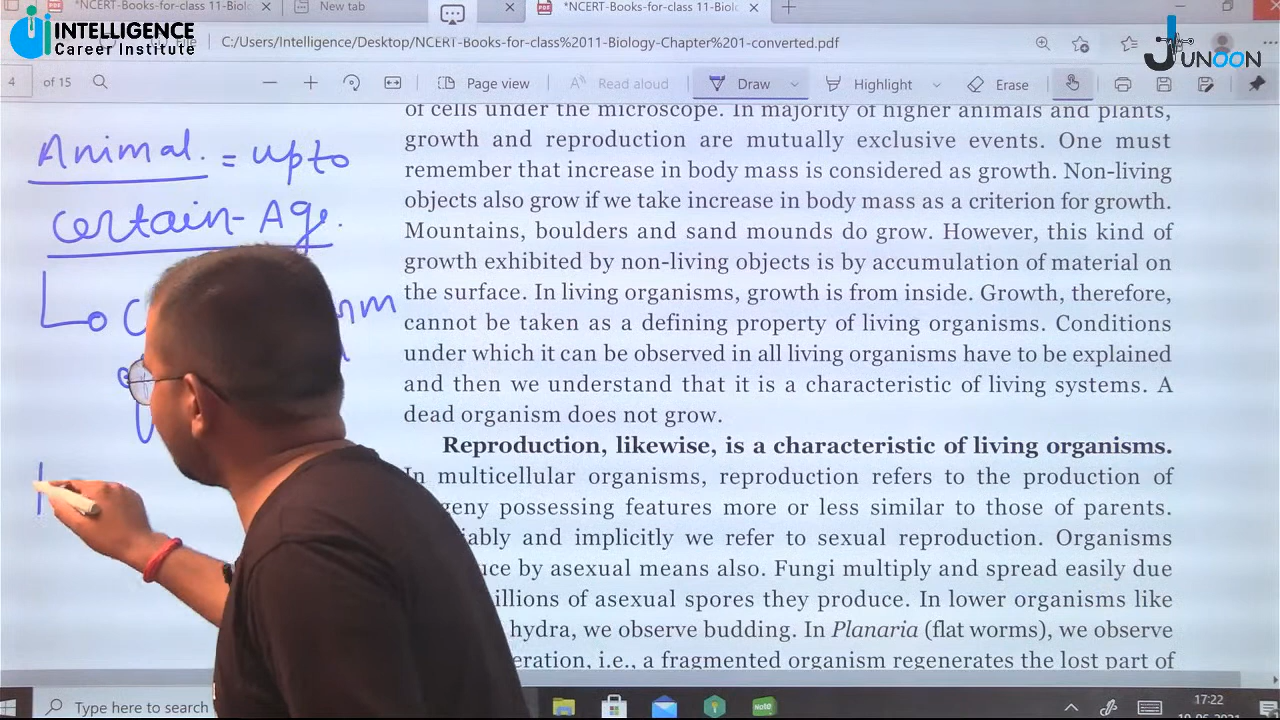 *NCERT-Books-for class 11-Biolo
New tab
*NCERT-Books-for-class 11-Biolo
INTELLIGENCE
Career Institute
C:/Users/Intelligence/Desktop/NCERT-Books-for-class%2011-Biology-Chapter%201-converted.pdf
JUNOON
4 of 15
Page view
Read aloud
Draw
Highlight
Erase
Animal. = upto
certain-Age.
of cells under the microscope. In majority of higher animals and plants,
growth and reproduction are mutually exclusive events. One must
remember that increase in body mass is considered as growth. Non-living
objects also grow if we take increase in body mass as a criterion for growth.
Mountains, boulders and sand mounds do grow. However, this kind of
growth exhibited by non-living objects is by accumulation of material on
the surface. In living organisms, growth is from inside. Growth, therefore,
cannot be taken as a defining property of living organisms. Conditions
under which it can be observed in all living organisms have to be explained
and then we understand that it is a characteristic of living systems. A
dead organism does not grow.
Reproduction, likewise, is a characteristic of living organisms.
In multicellular organisms, reproduction refers to the production of
geny possessing features more or less similar to those of parents.
iably and implicitly we refer to sexual reproduction. Organisms
ce by asexual means also. Fungi multiply and spread easily due
illions of asexual spores they produce. In lower organisms like
hydra, we observe budding. In Planaria (flat worms), we observe
eration, i.e., a fragmented organism regenerates the lost part of
Type here to search
17:22